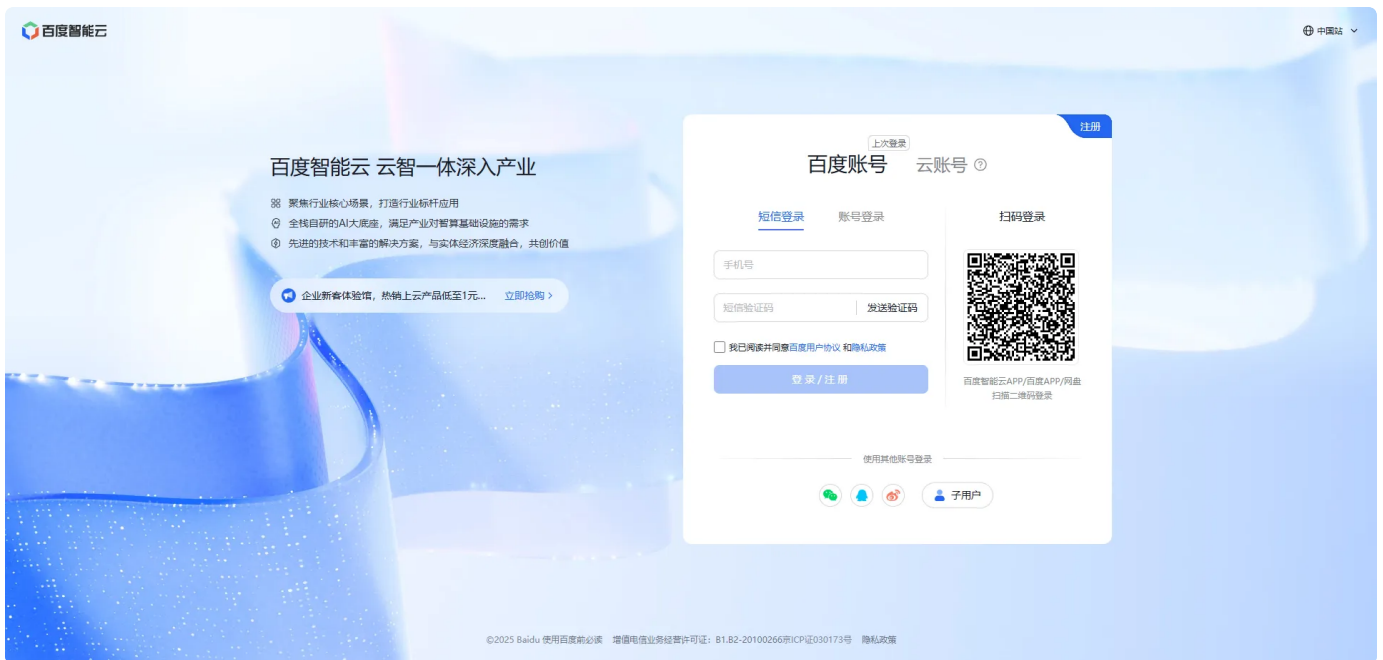 百度智能云
中国站
百度智能云 云智一体深入产业
聚焦行业核心场景，打造行业标杆应用
全栈自研的AI大底座，满足产业对智算基础设施的需求
先进的技术和丰富的解决方案，与实体经济深度融合，共创价值
企业新客体验馆，热销上云产品低至1元... 立即抢购 >
注册
上次登录
百度账号 云账号
短信登录 账号登录
手机号
短信验证码 发送验证码
我已阅读并同意百度用户协议 和隐私政策
登录/注册
扫码登录
百度智能云APP/百度APP/网盘
扫描二维码登录
使用其他账号登录
子用户
©2025 Baidu 使用百度前必读 增值电信业务经营许可证：B1.B2-20100266京ICP证030173号 隐私政策